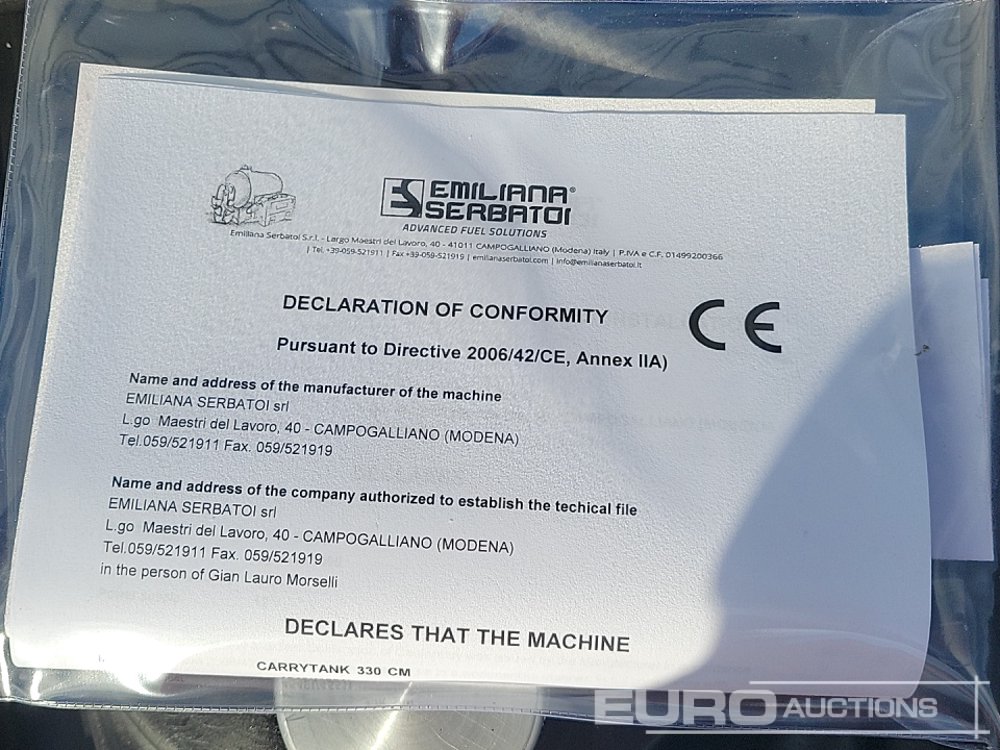 EMILIANA®
SERBATOI
ADVANCED FUEL SOLUTIONS
Emiliana Serbatoi S.r.l. - Largo Maestri del Lavoro, 40 - 41011 CAMPOGALLIANO (Modena) Italy | P.IVA e C.F. 01499200366
| Tel. +39-059-521911 | Fax +39-059-521919 | emilianaserbatoi.com | info@emilianaserbatoi.it
DECLARATION OF CONFORMITY
CE
Pursuant to Directive 2006/42/CE, Annex IIA)
Name and address of the manufacturer of the machine
EMILIANA SERBATOI srl
L.go Maestri del Lavoro, 40 - CAMPOGALLIANO (MODENA)
Tel.059/521911 Fax. 059/521919
Name and address of the company authorized to establish the techical file
EMILIANA SERBATOI srl
L.go Maestri del Lavoro, 40 - CAMPOGALLIANO (MODENA)
Tel.059/521911 Fax. 059/521919
in the person of Gian Lauro Morselli
DECLARES THAT THE MACHINE
CARRYTANK 330 CM
EURO AUCTIONS